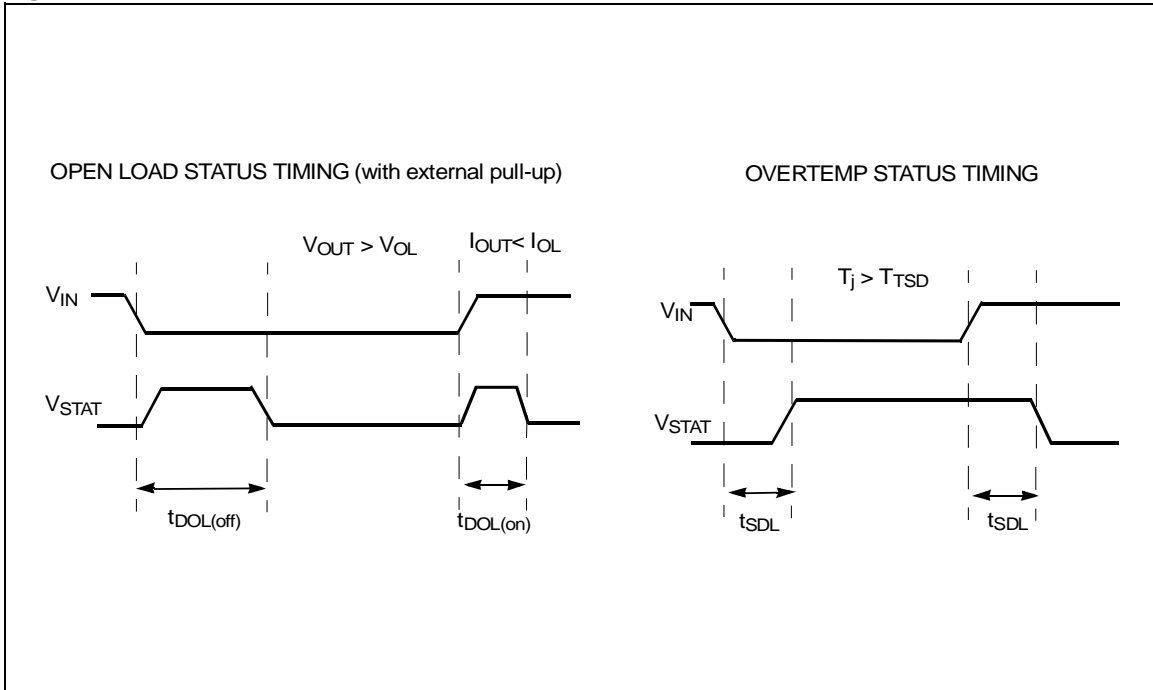 OPEN LOAD STATUS TIMING (with external pull-up)
VOUT > VOL
IOUT< IOL
VIN
VSTAT
tDOL(off)
tDOL(on)
OVERTEMP STATUS TIMING
Tj > TTSD
VIN
VSTAT
tSDL
tSDL